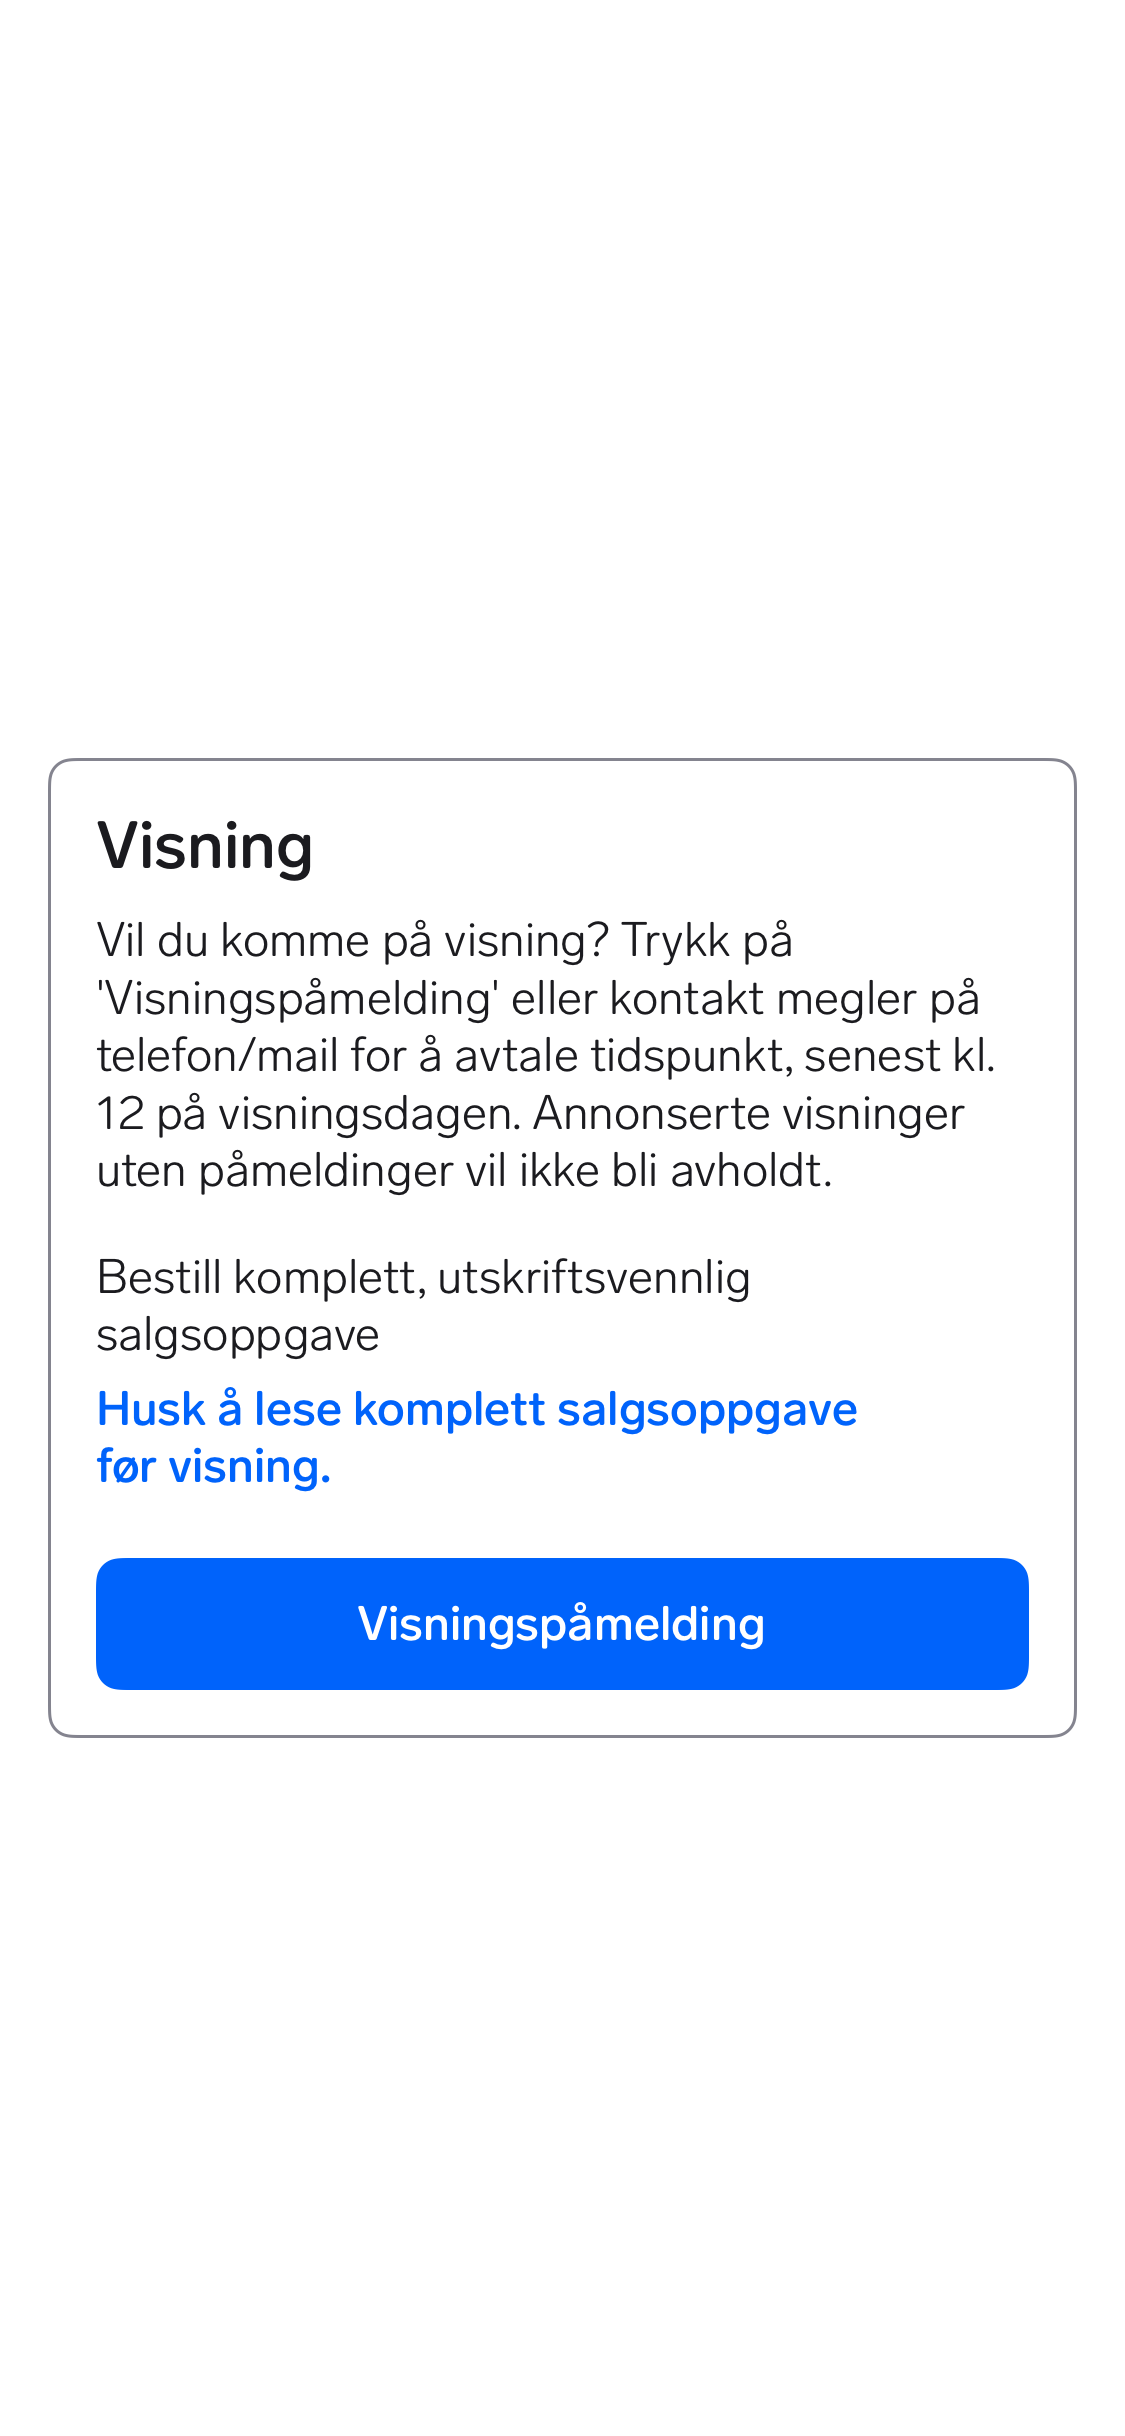 Visning
Vil du komme på visning? Trykk på
'Visningspåmelding' eller kontakt megler på
telefon/mail for å avtale tidspunkt, senest kl.
12 på visningsdagen. Annonserte visninger
uten påmeldinger vil ikke bli avholdt.
Bestill komplett, utskriftsvennlig
salgsoppgave
Husk å lese komplett salgsoppgave
før visning.
Visningspåmelding